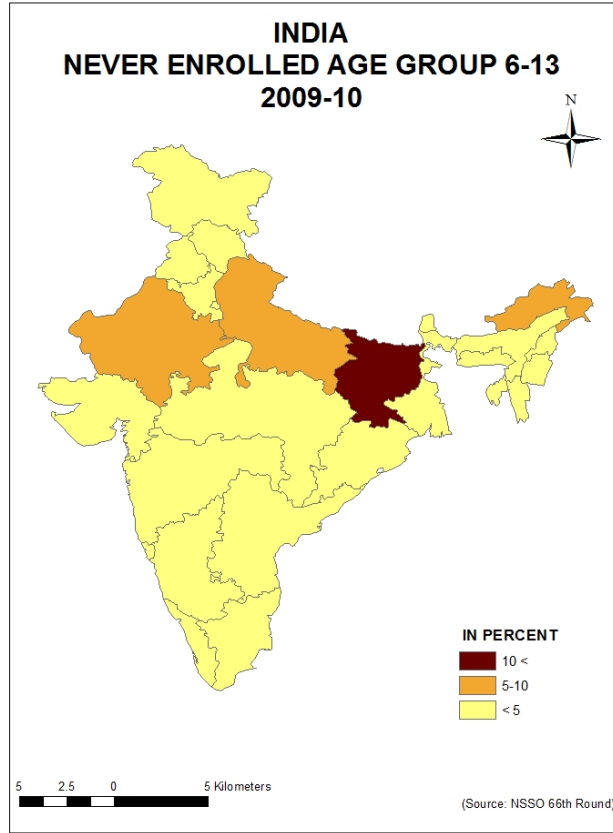 INDIA
NEVER ENROLLED AGE GROUP 6-13
2009-10
N
IN PERCENT
10 <
5-10
< 5
5 2.5 0 5 Kilometers
(Source: NSSO 66th Round)